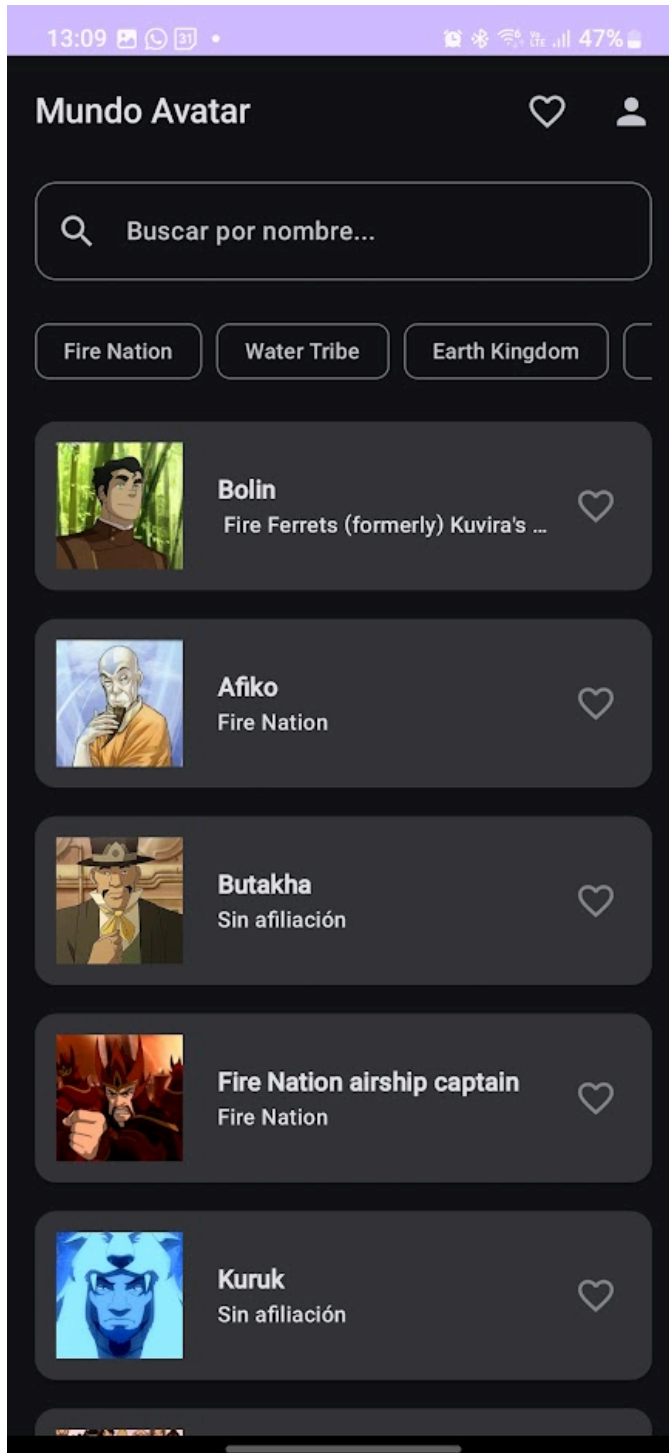 13:09 31 47%
Mundo Avatar
Buscar por nombre...
Fire Nation Water Tribe Earth Kingdom
Bolin
Fire Ferrets (formerly) Kuvira's ...
Afiko
Fire Nation
Butakha
Sin afiliación
Fire Nation airship captain
Fire Nation
Kuruk
Sin afiliación